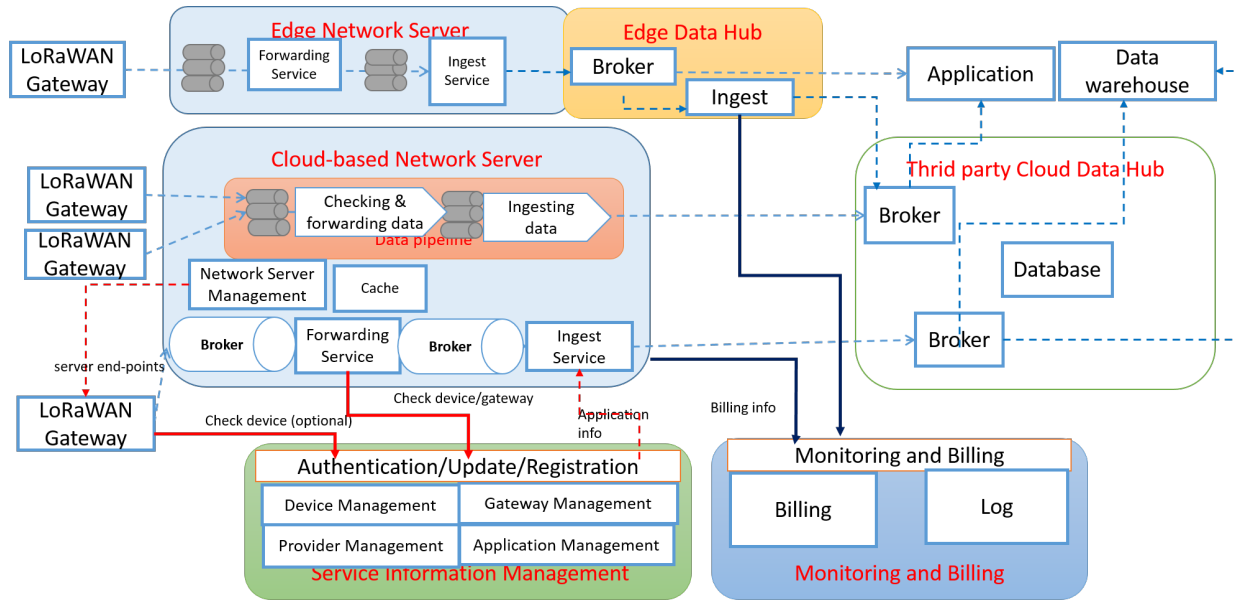 Edge Network Server
Edge Data Hub
LoRaWAN
Gateway
Forwarding
Service
Ingest
Service
Broker
Ingest
Application
Data
warehouse
Cloud-based Network Server
Thrid party Cloud Data Hub
LoRaWAN
Gateway
LoRaWAN
Gateway
Checking &
forwarding data
Ingesting
data
Data pipeline
Broker
Database
Broker
Network Server
Management
Cache
Broker
Forwarding
Service
Broker
Ingest
Service
server end-points
LoRaWAN
Gateway
Check device (optional)
Check device/gateway
Application
info
Billing info
Authentication/Update/Registration
Device Management
Gateway Management
Provider Management
Application Management
Service Information Management
Monitoring and Billing
Billing
Log
Monitoring and Billing